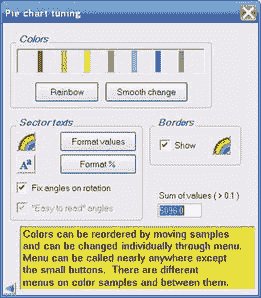 Pie chart tuning
Colors
Rainbow
Smooth change
Sector texts
Borders
Format values
Show
Aª
Format %
Fix angles on rotation
Sum of values ( > 0.1 )
"Easy to read" angles
5096.0
Colors can be reordered by moving samples
and can be changed individually through menu.
Menu can be called nearly anywhere except
the small buttons. There are different
menus on color samples and between them.